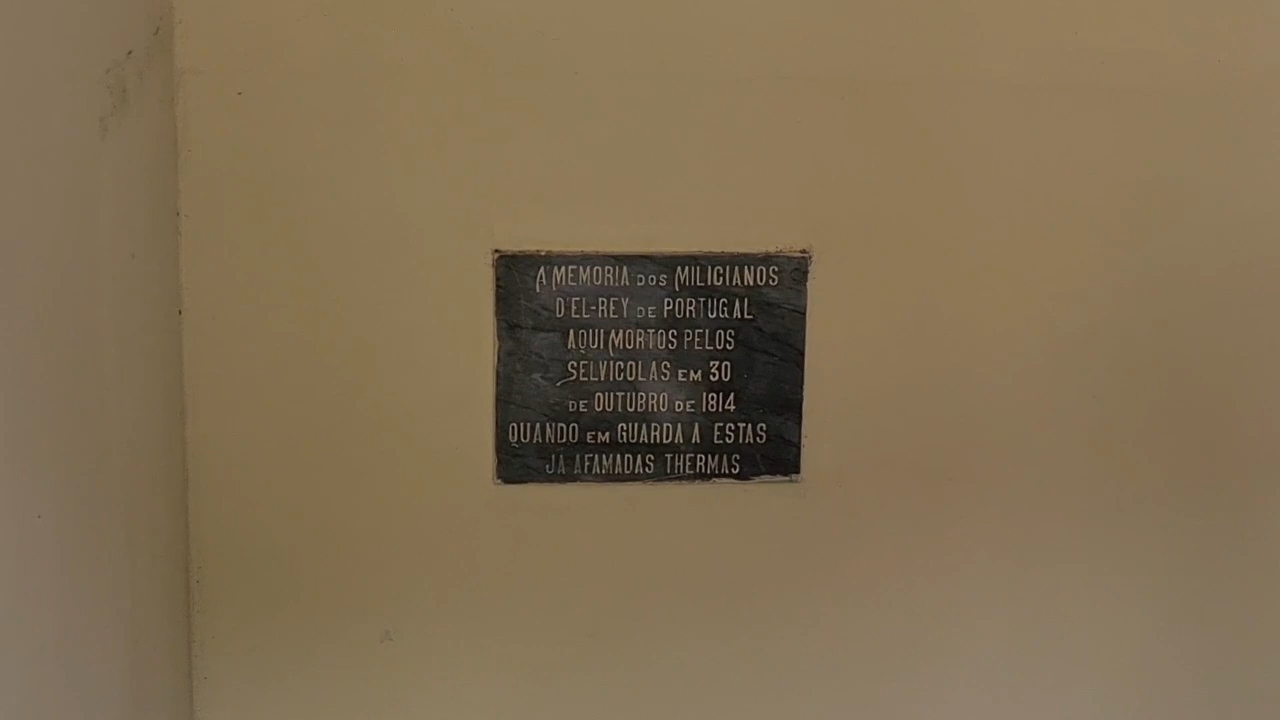 A MEMORIA DOS MILICIANOS
D'EL-REY DE PORTUGAL
AQUI MORTOS PELOS
SELVICOLAS EM 30
DE OUTUBRO DE 1814
QUANDO EM GUARDA A ESTAS
JÁ AFAMADAS THERMAS